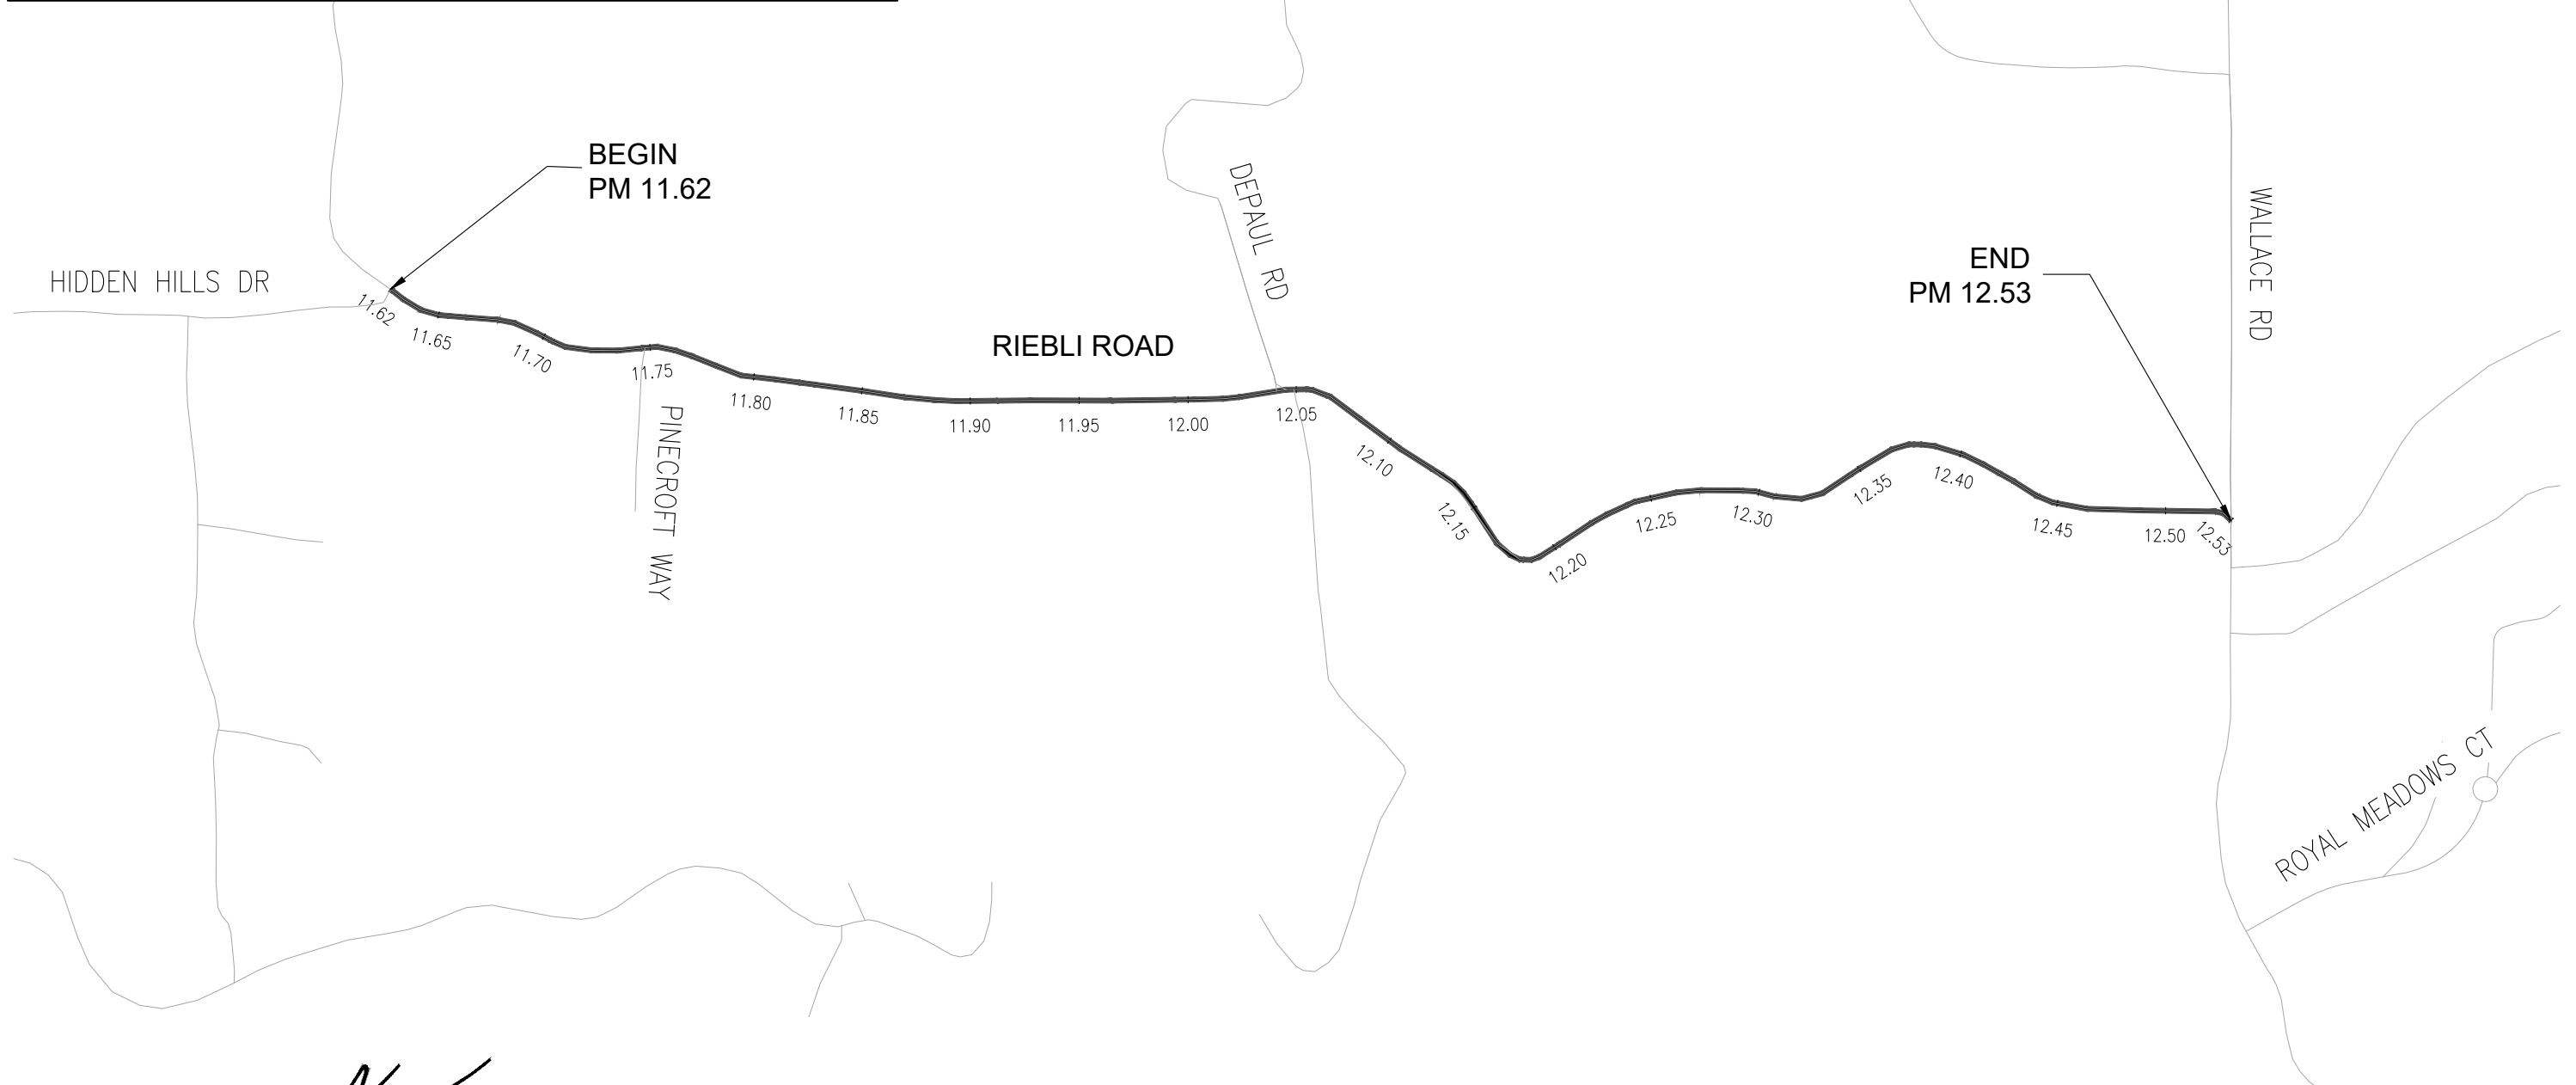 BEGIN
PM 11.62
HIDDEN HILLS DR
DEPAUL RD
WALLACE RD
END
PM 12.53
RIEBLI ROAD
PINECROFT WAY
ROYAL MEADOWS CT
11.62
11.65
11.70
11.75
11.80
11.85
11.90
11.95
12.00
12.05
12.10
12.15
12.20
12.25
12.30
12.35
12.40
12.45
12.50
12.53